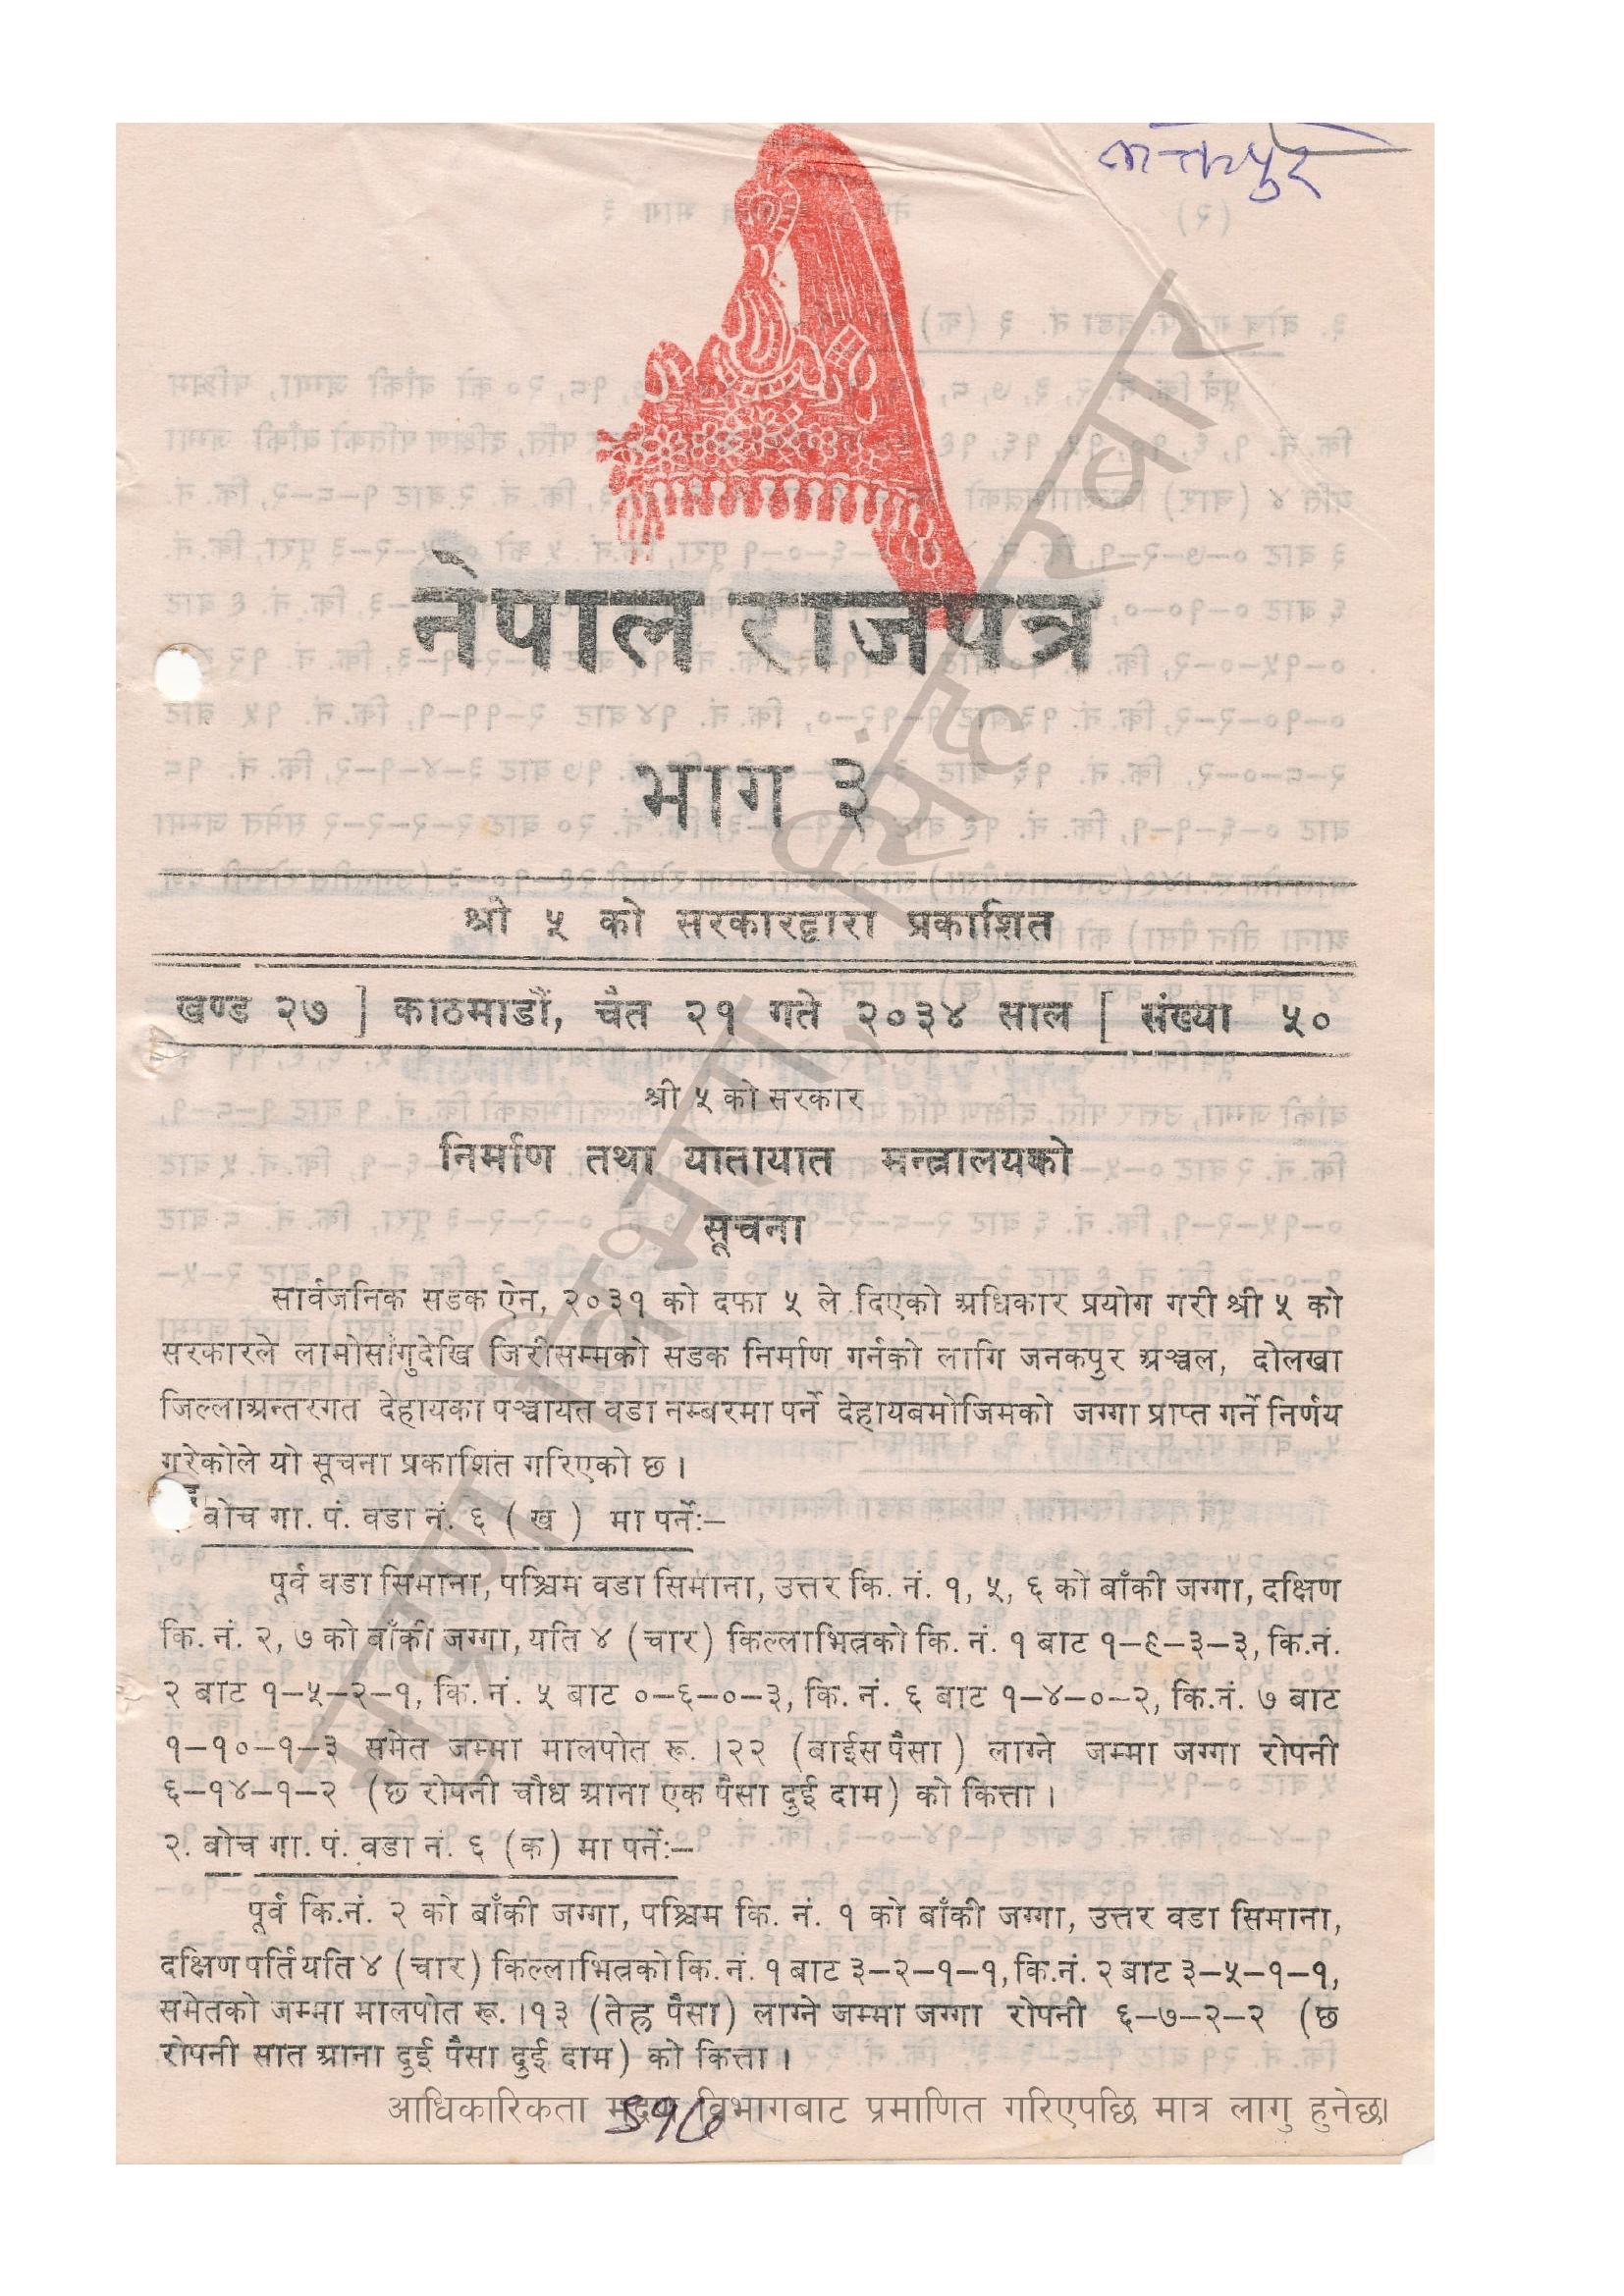 नेपाल राजपत्र
भाग ३
श्री ५ को सरकारद्वारा प्रकाशित
खण्ड २७ ] काठमाडौं, चैत २१ गते २०३४ साल [ संख्या ५०
श्री ५ को सरकार
निर्माण तथा यातायात मन्त्रालयको
सूचना
सार्वजनिक सडक ऐन, २०३१ को दफा ५ ले दिएको अधिकार प्रयोग गरी श्री ५ को
सरकारले लामोसाँगुदेखि जिरीसम्मको सडक निर्माण गर्नको लागि जनकपुर अञ्चल, दोलखा
जिल्लाअन्तरगत देहायका पञ्चायत वडा नम्बरमा पर्ने देहायबमोजिमको जग्गा प्राप्त गर्ने निर्णय
गरेकोले यो सूचना प्रकाशित गरिएको छ ।
बोच गा. पं. वडा नं. ६ ( ख ) मा पर्ने:–
पूर्व वडा सिमाना, पश्चिम वडा सिमाना, उत्तर कि. नं. १, ५, ६ को बाँकी जग्गा, दक्षिण
कि. नं. २, ७ को बाँकी जग्गा, यति ४ (चार) किल्लाभित्रको कि. नं. १ बाट १–९–३–३, कि.नं.
२ बाट १–५–२–१, कि. नं. ५ बाट ०–६–०–३, कि. नं. ६ बाट १–४–०–२, कि.नं. ७ बाट
१–१०–१–३ समेत जम्मा मालपोत रू. ।२२ (बाईस पैसा ) लाग्ने जम्मा जग्गा रोपनी
६–१४–१–२ (छ रोपनी चौध आना एक पैसा दुई दाम) को कित्ता ।
२. बोच गा. पं. वडा नं. ६ (क) मा पर्ने:–
पूर्व कि.नं. २ को बाँकी जग्गा, पश्चिम कि. नं. १ को बाँकी जग्गा, उत्तर वडा सिमाना,
दक्षिण पर्ति यति ४ (चार) किल्लाभित्रको कि.नं. १ बाट ३–२–१–१, कि.नं. २ बाट ३–५–१–१,
समेतको जम्मा मालपोत रू. ।१३ (तेह्र पैसा) लाग्ने जम्मा जग्गा रोपनी ६–७–२–२ (छ
रोपनी सात आना दुई पैसा दुई दाम) को कित्ता ।
आधिकारिकता मुद्रण विभागबाट प्रमाणित गरिएपछि मात्र लागु हुनेछ।
मुद्रण विभाग, सिंहदरबार